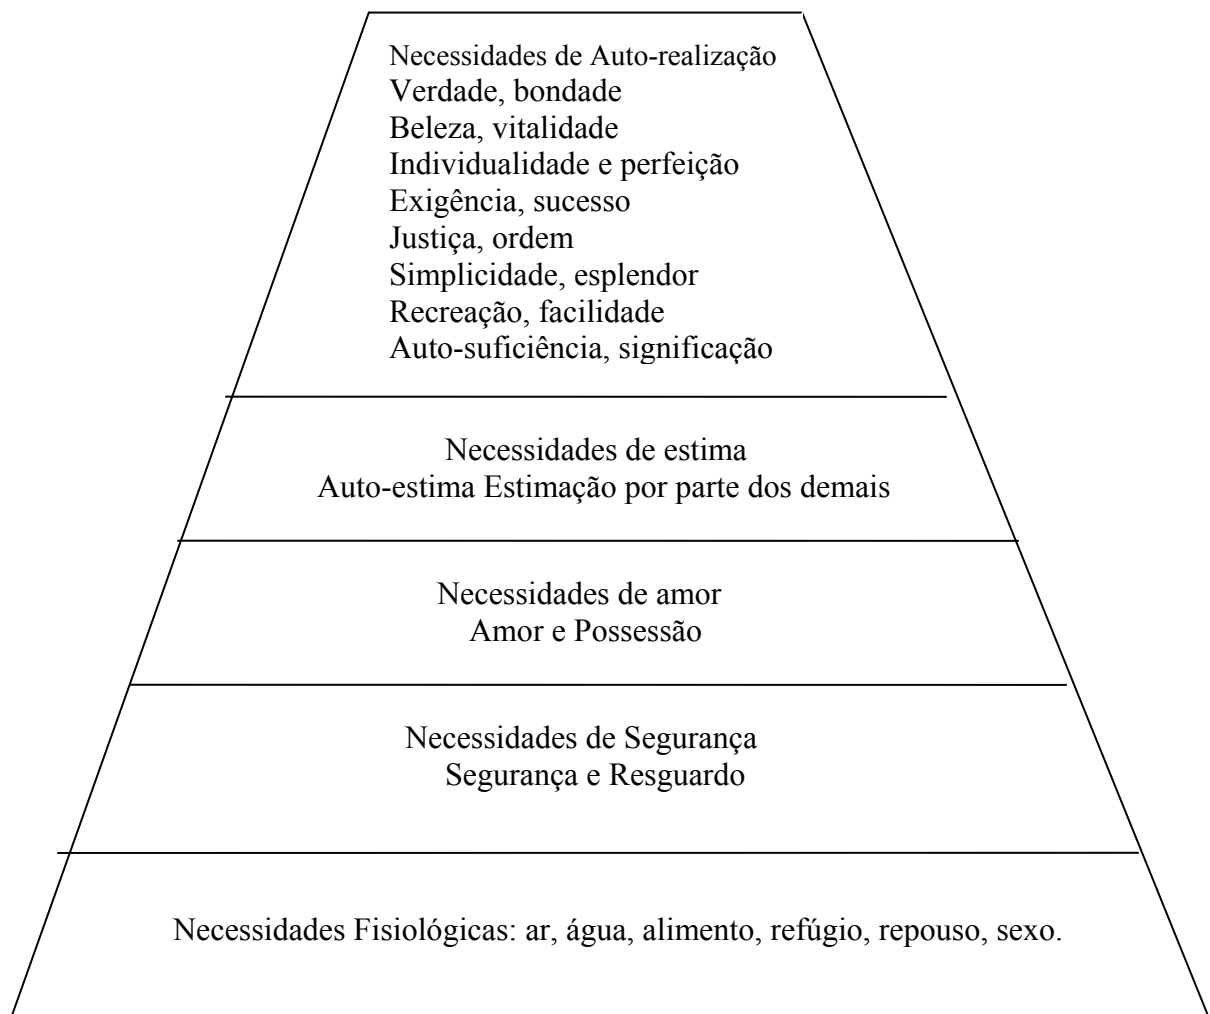 Necessidades de Auto-realização
Verdade, bondade
Beleza, vitalidade
Individualidade e perfeição
Exigência, sucesso
Justiça, ordem
Simplicidade, esplendor
Recreação, facilidade
Auto-suficiência, significação
Necessidades de estima
Auto-estima Estimação por parte dos demais
Necessidades de amor
Amor e Possessão
Necessidades de Segurança
Segurança e Resguardo
Necessidades Fisiológicas: ar, água, alimento, refúgio, repouso, sexo.